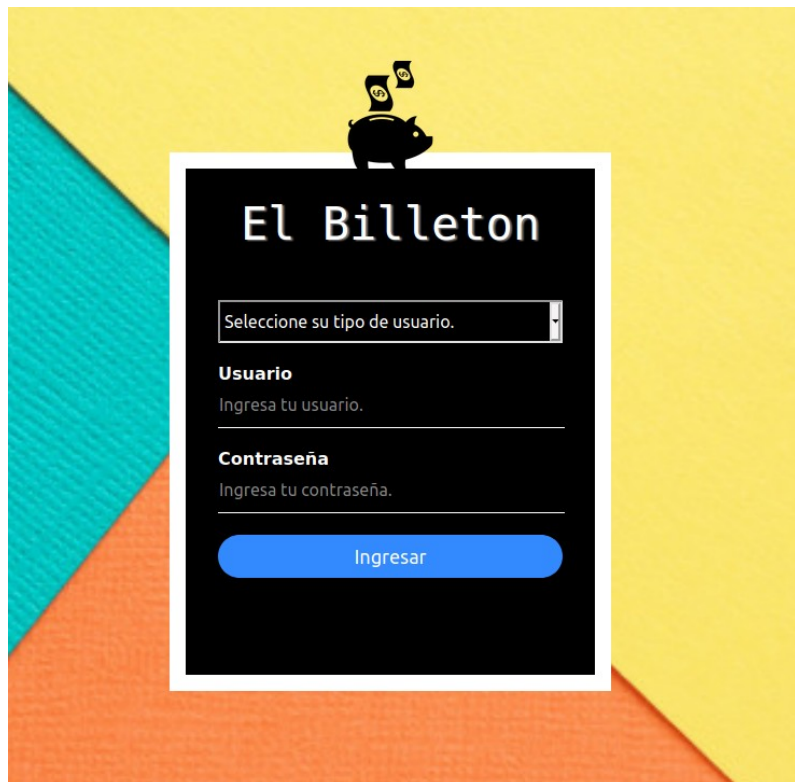 El Billeton
Seleccione su tipo de usuario.
Usuario
Ingresa tu usuario.
Contraseña
Ingresa tu contraseña.
Ingresar